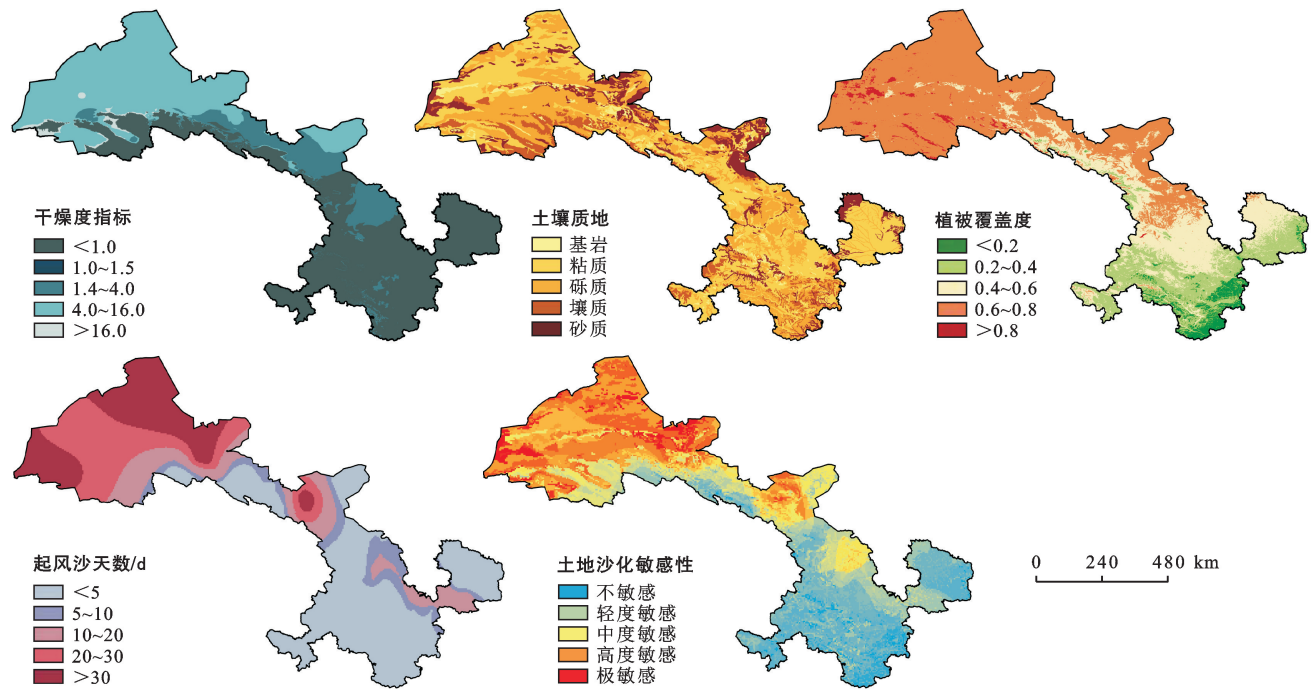 干燥度指标
<1.0
1.0~1.5
1.4~4.0
4.0~16.0
>16.0
土壤质地
基岩
粘质
砾质
壤质
砂质
植被覆盖度
<0.2
0.2~0.4
0.4~0.6
0.6~0.8
>0.8
起风沙天数/d
<5
5~10
10~20
20~30
>30
土地沙化敏感性
不敏感
轻度敏感
中度敏感
高度敏感
极敏感
0 240 480 km